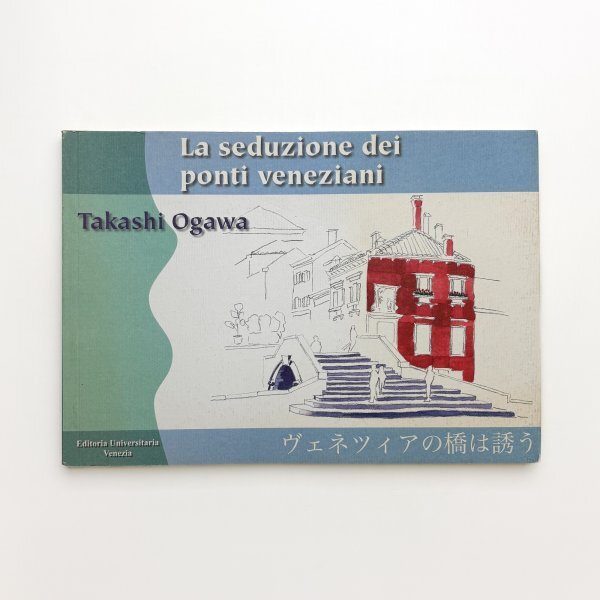 La seduzione dei
ponti veneziani
Takashi Ogawa
Editoria Universitaria
Venezia
ヴェネツィアの橋は誘う